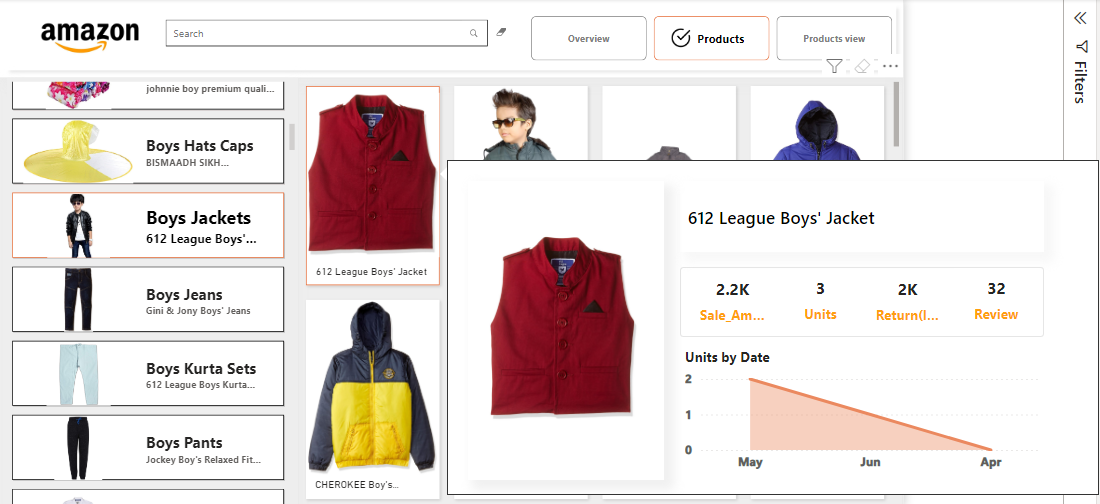 amazon
Search
Overview
Products
Products view
Filters
johnnie boy premium quali...
Boys Hats Caps
BISMAADH SIKH...
Boys Jackets
612 League Boys'...
Boys Jeans
Gini & Jony Boys' Jeans
Boys Kurta Sets
612 League Boys Kurta...
Boys Pants
Jockey Boy's Relaxed Fit...
612 League Boys' Jacket
CHEROKEE Boy's...
612 League Boys' Jacket
2.2K 3 2K 32
Sale_Am... Units Return(I... Review
Units by Date
2
1
0
May Jun Apr